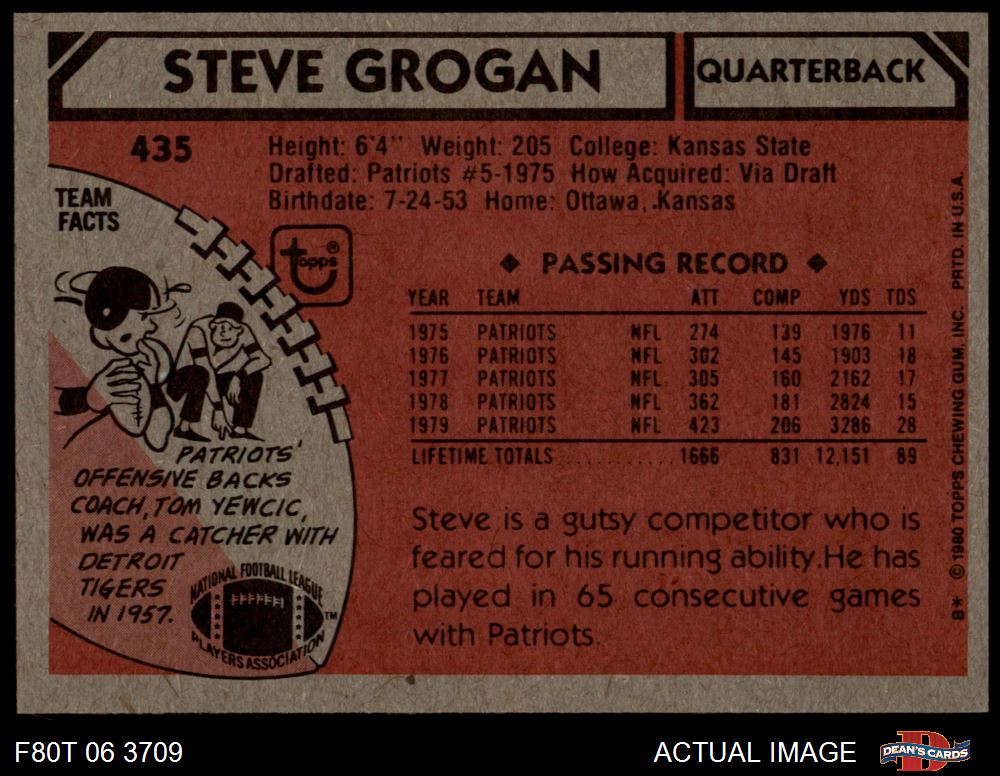 STEVE GROGAN
QUARTERBACK
435
Height: 6'4" Weight: 205 College: Kansas State
Drafted: Patriots #5-1975 How Acquired: Via Draft
Birthdate: 7-24-53 Home: Ottawa, Kansas
TEAM
FACTS
topps®
PATRIOTS'
OFFENSIVE BACKS
COACH, TOM YEWCIC,
WAS A CATCHER WITH
DETROIT
TIGERS
IN 1957.
NATIONAL FOOTBALL LEAGUE
PLAYERS ASSOCIATION
TM
◆ PASSING RECORD ◆
YEAR TEAM ATT COMP YDS TDS
1975 PATRIOTS NFL 274 139 1976 11
1976 PATRIOTS NFL 302 145 1903 18
1977 PATRIOTS NFL 305 160 2162 17
1978 PATRIOTS NFL 362 181 2824 15
1979 PATRIOTS NFL 423 206 3286 28
LIFETIME TOTALS ........... 1666 831 12,151 89
Steve is a gutsy competitor who is
feared for his running ability. He has
played in 65 consecutive games
with Patriots.
B* © 1980 TOPPS CHEWING GUM, INC. PRTD. IN U.S.A.
F80T 06 3709
ACTUAL IMAGE
D
DEAN'S CARDS